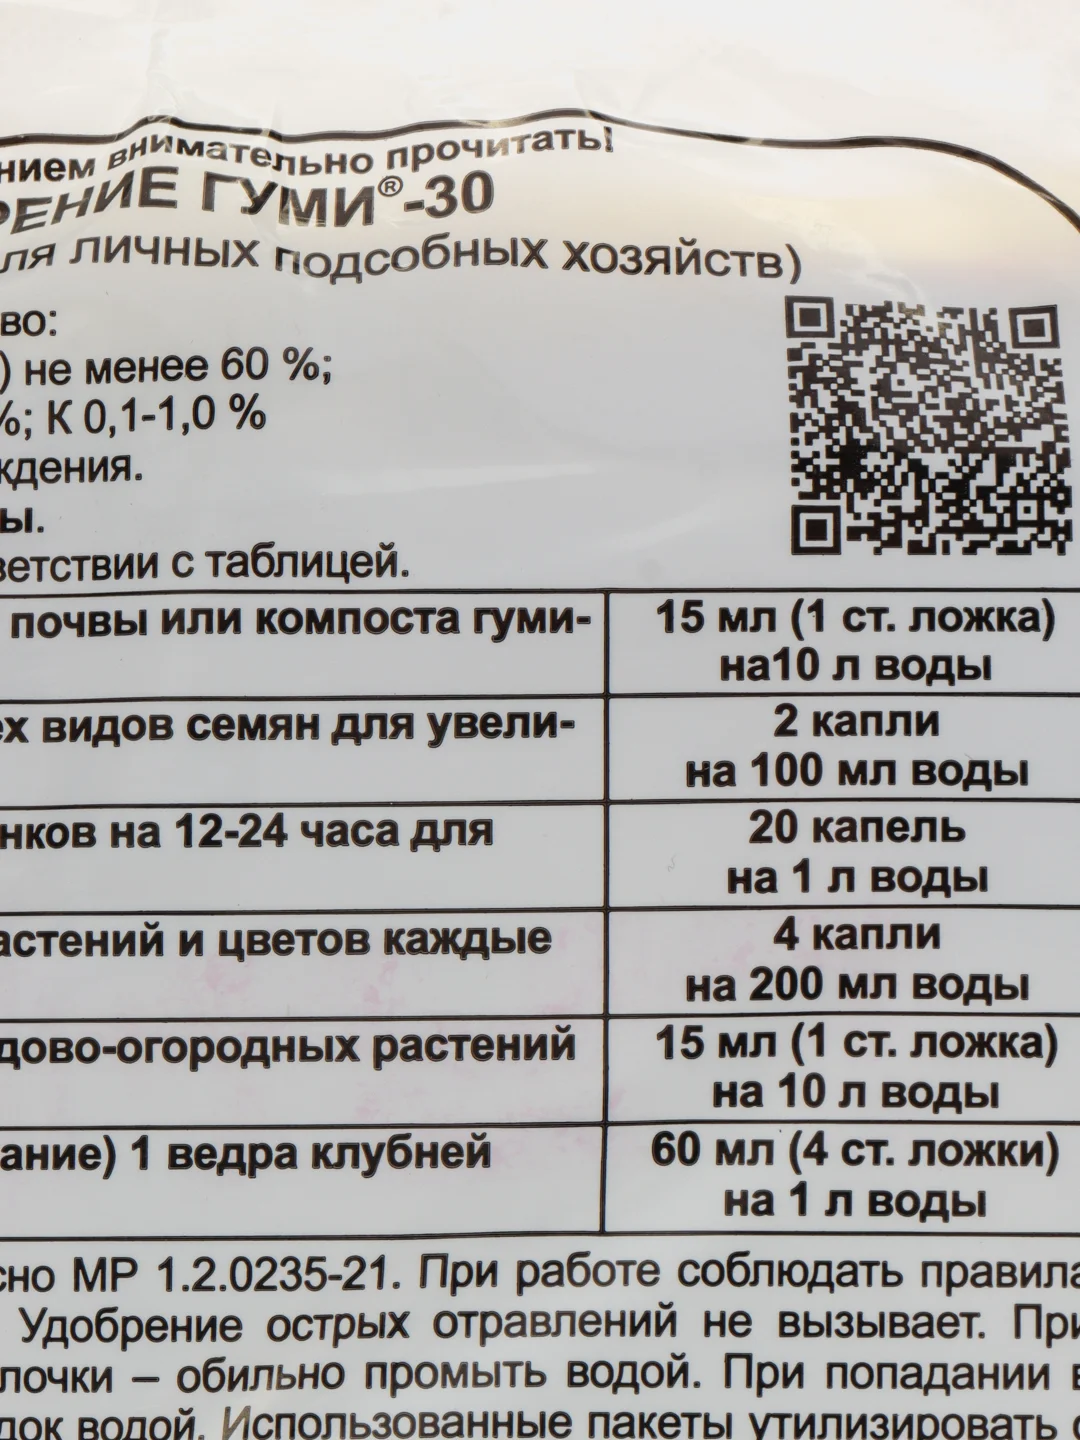 нием внимательно прочитать!
РЕНИЕ ГУМИ®-30
ля личных подсобных хозяйств)
во:
) не менее 60 %;
%; К 0,1-1,0 %
ждения.
ы.
ветствии с таблицей.
почвы или компоста гуми-
15 мл (1 ст. ложка)
на10 л воды
ех видов семян для увели-
2 капли
на 100 мл воды
нков на 12-24 часа для
20 капель
на 1 л воды
астений и цветов каждые
4 капли
на 200 мл воды
дово-огородных растений
15 мл (1 ст. ложка)
на 10 л воды
ание) 1 ведра клубней
60 мл (4 ст. ложки)
на 1 л воды
сно МР 1.2.0235-21. При работе соблюдать правила
Удобрение острых отравлений не вызывает. При
лочки – обильно промыть водой. При попадании в
док водой. Использованные пакеты утилизировать с